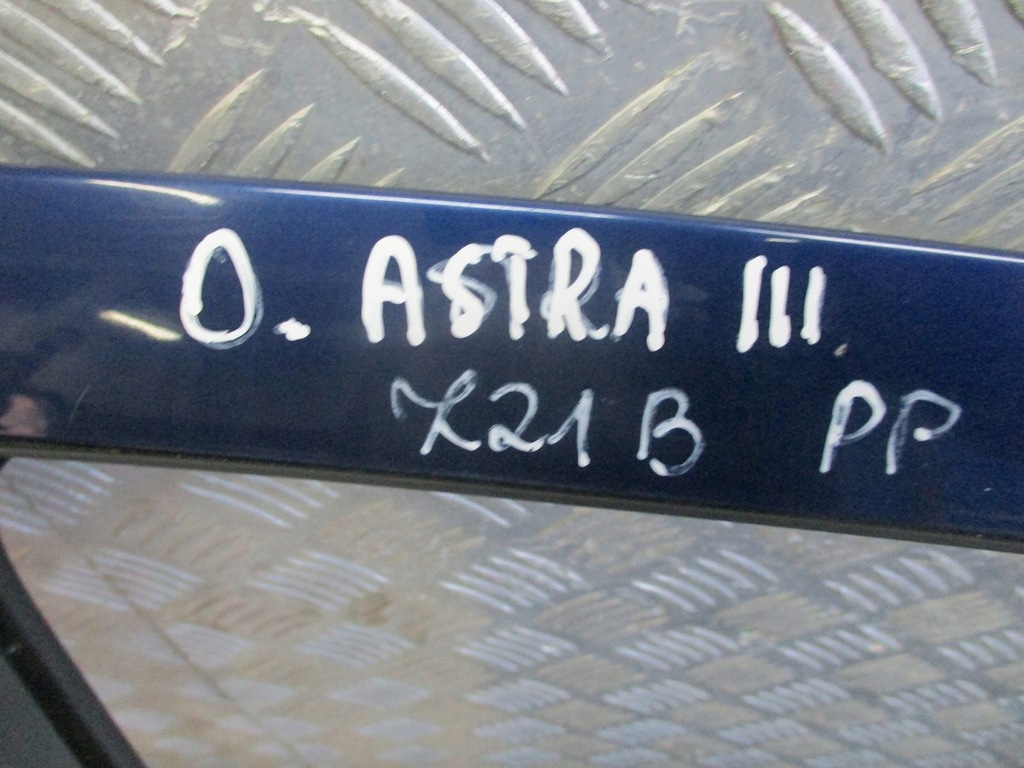 O. ASTRA III
Z21B PP